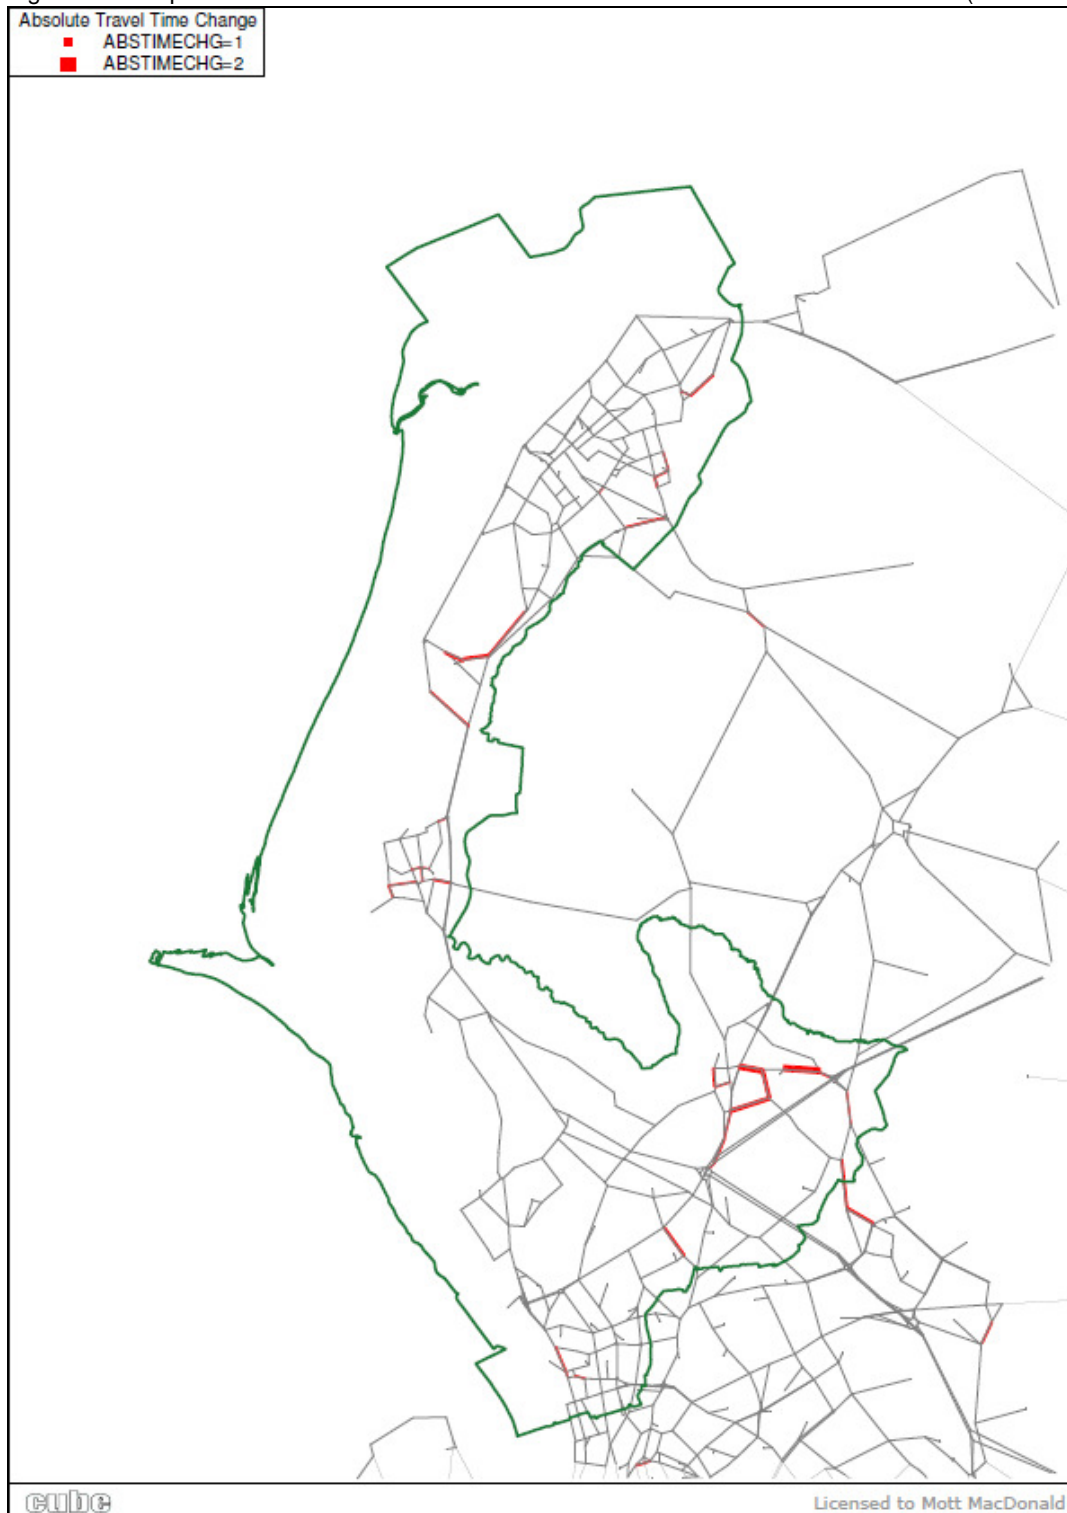 Absolute Travel Time Change
ABSTIMECHG=1
ABSTIMECHG=2
cube
Licensed to Mott MacDonald